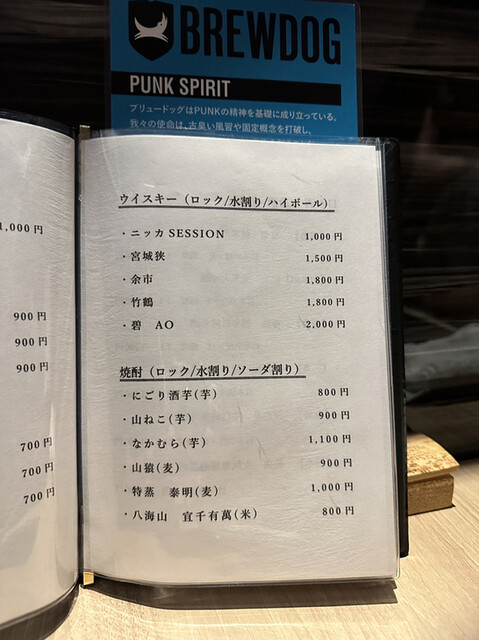 BREWDOG
PUNK SPIRIT
ブリュードッグはPUNKの精神を基礎に成り立っている。
我々の使命は、古臭い風習や固定概念を打破し、
1,000円
900円
900円
900円
700円
700円
700円
ウイスキー（ロック/水割り/ハイボール）
・ニッカ SESSION 1,000円
・宮城狭 1,500円
・余市 1,800円
・竹鶴 1,800円
・碧　AO 2,000円
焼酎（ロック/水割り/ソーダ割り）
・にごり酒芋(芋) 800円
・山ねこ(芋) 900円
・なかむら(芋) 1,100円
・山猿(麦) 900円
・特蒸　泰明(麦) 1,000円
・八海山　宜千有萬(米) 800円